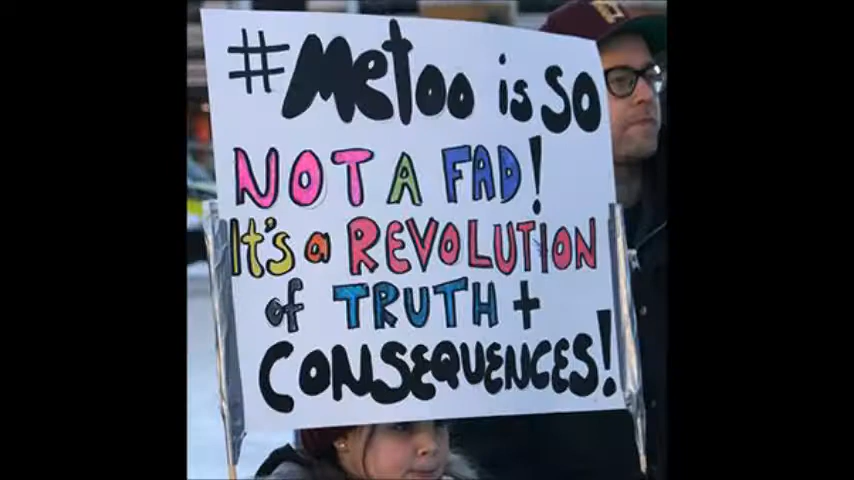 #MeToo is SO
NOT A FAD!
It's a REVOLUTION
of TRUTH +
CONSEQUENCES!